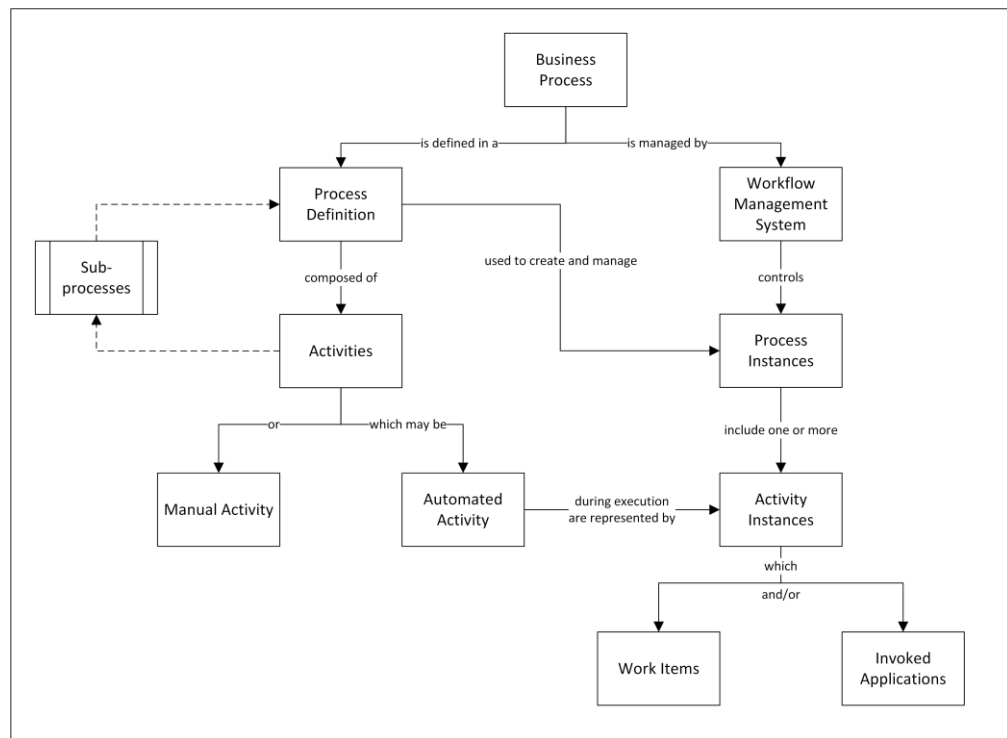 Business
Process
is defined in a
is managed by
Process
Definition
Workflow
Management
System
Sub-
processes
used to create and manage
composed of
controls
Activities
Process
Instances
or
which may be
include one or more
Manual Activity
Automated
Activity
during execution
are represented by
Activity
Instances
which
and/or
Work Items
Invoked
Applications